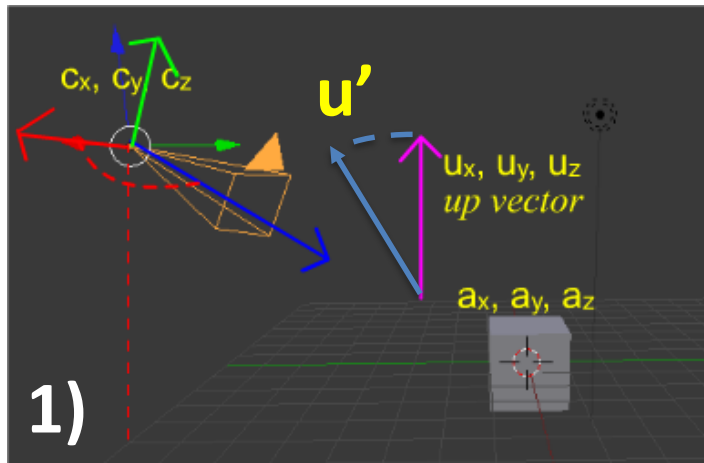 cx, cy, cz
u’
ux, uy, uz
up vector
ax, ay, az
1)